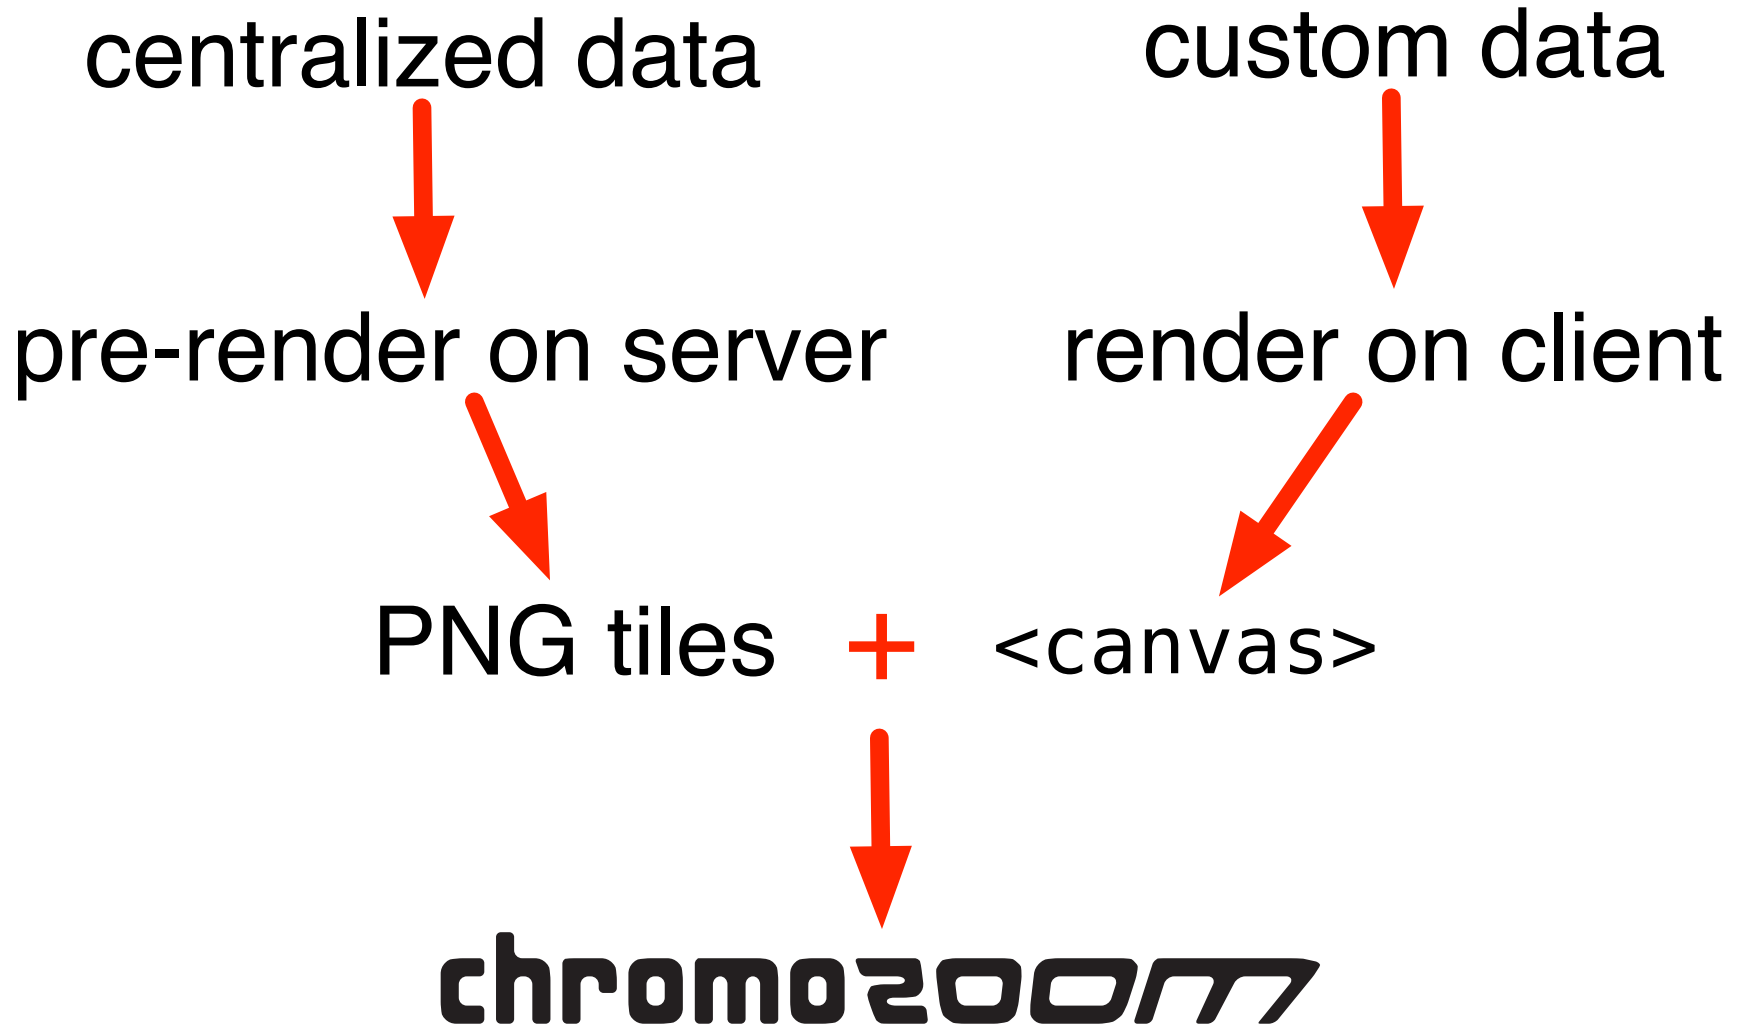 centralized data
custom data
pre-render on server
render on client
PNG tiles + <canvas>
chromozoom